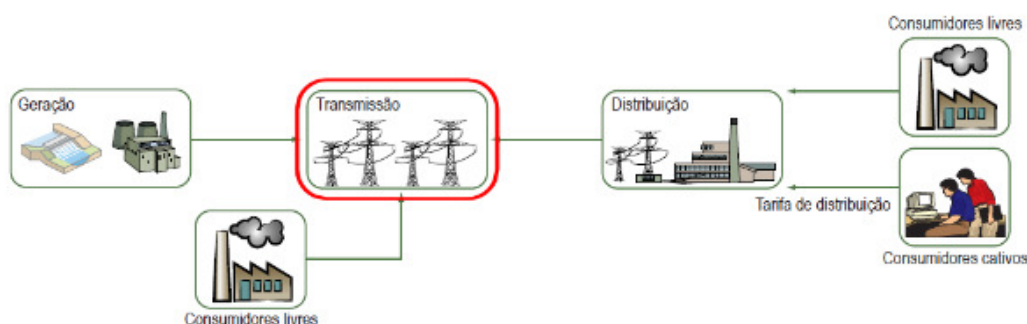 Consumidores livres
Geração
Transmissão
Distribuição
Tarifa de distribuição
Consumidores cativos
Consumidores livres